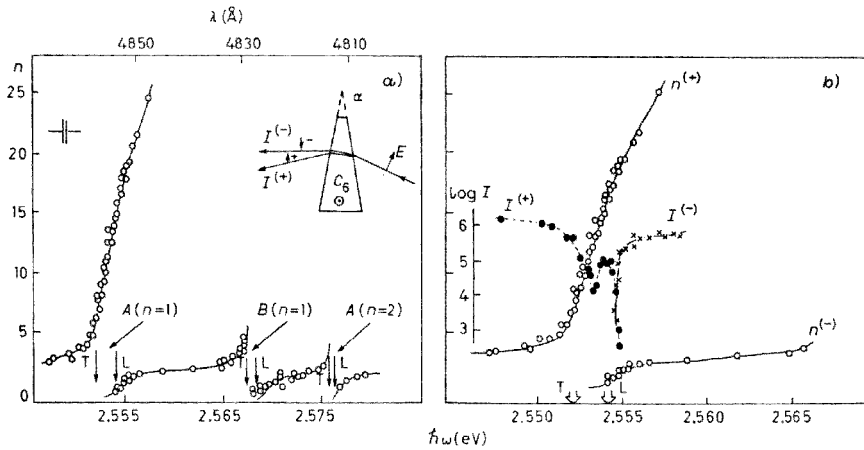 λ (Å)
4850 4830 4810
n
a)
b)
25
20
15
10
5
0
α
I(-)
-
+
I(+)
E
C6
A(n=1) B(n=1) A(n=2)
T L T L T L
2,555 2,565 2,575
n(+)
log I
I(+)
I(-)
6
5
4
3
n(-)
T L
2,550 2,555 2,560 2,565
ħω(eV)